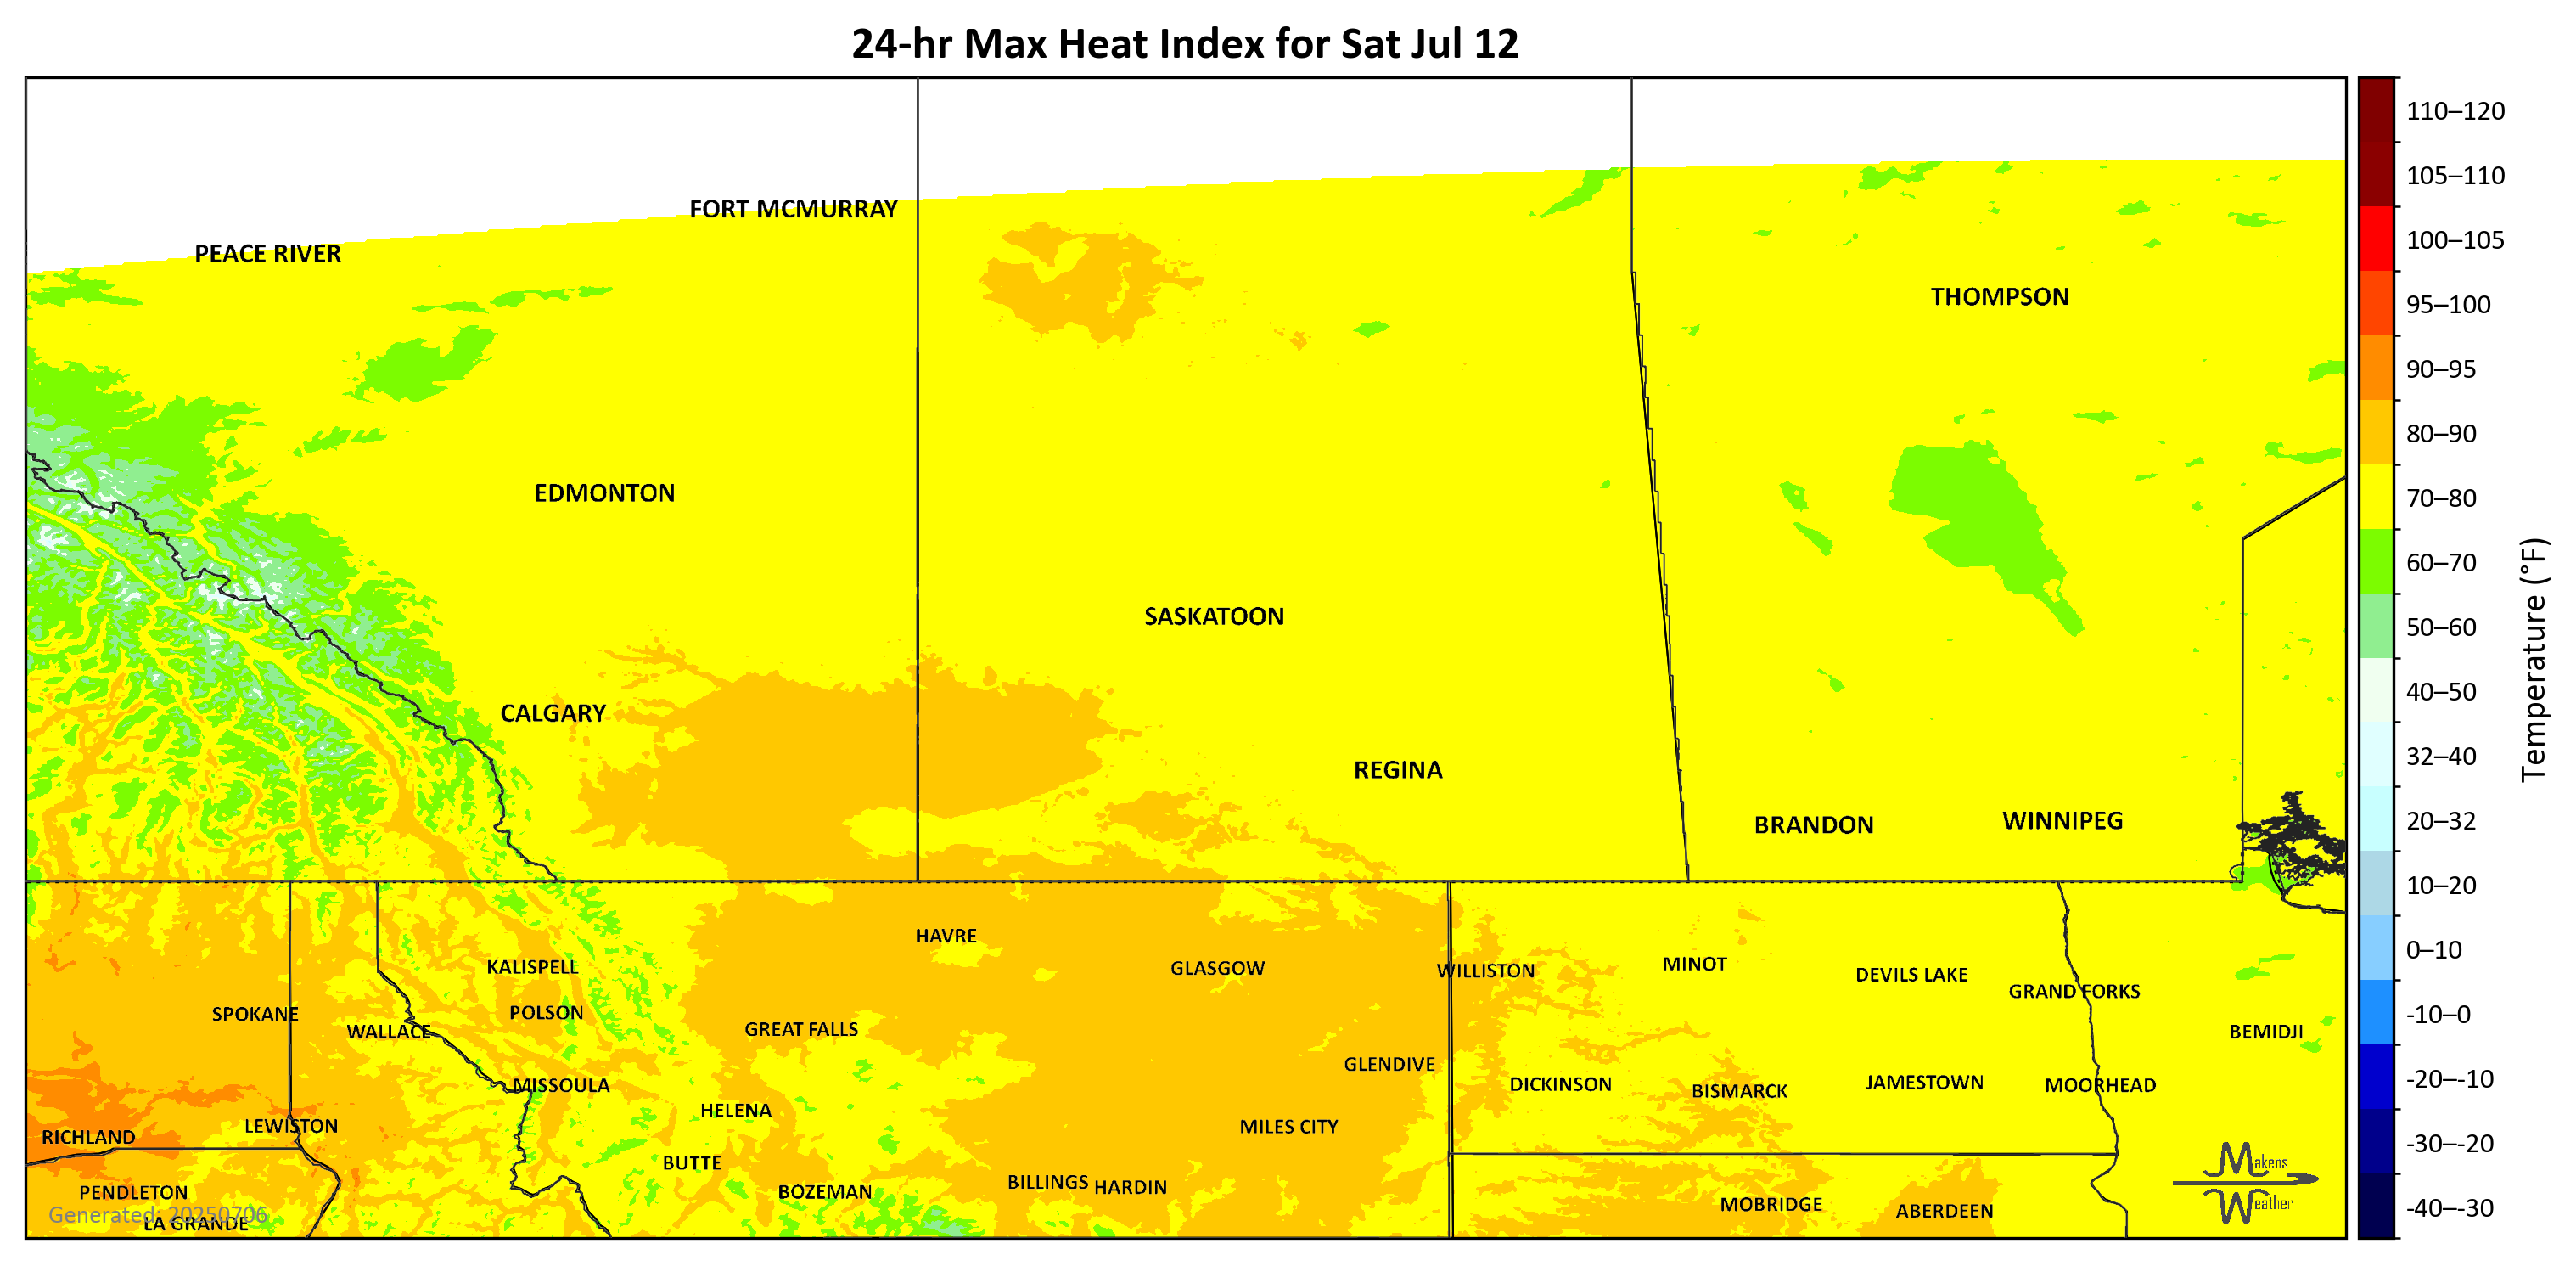 24-hr Max Heat Index for Sat Jul 12
110–120
105–110
100–105
95–100
90–95
80–90
70–80
60–70
50–60
40–50
32–40
20–32
10–20
0–10
-10–0
-20–-10
-30–-20
-40–-30
Temperature (°F)
FORT MCMURRAY
PEACE RIVER
THOMPSON
EDMONTON
SASKATOON
CALGARY
REGINA
BRANDON
WINNIPEG
HAVRE
KALISPELL
GLASGOW
WILLISTON
MINOT
DEVILS LAKE
GRAND FORKS
SPOKANE
POLSON
WALLACE
GREAT FALLS
BEMIDJI
GLENDIVE
MISSOULA
DICKINSON
BISMARCK
JAMESTOWN
MOORHEAD
HELENA
RICHLAND
LEWISTON
MILES CITY
BUTTE
PENDLETON
BOZEMAN
BILLINGS
HARDIN
MOBRIDGE
ABERDEEN
Generated: 20250706
LA GRANDE
Makens
Weather